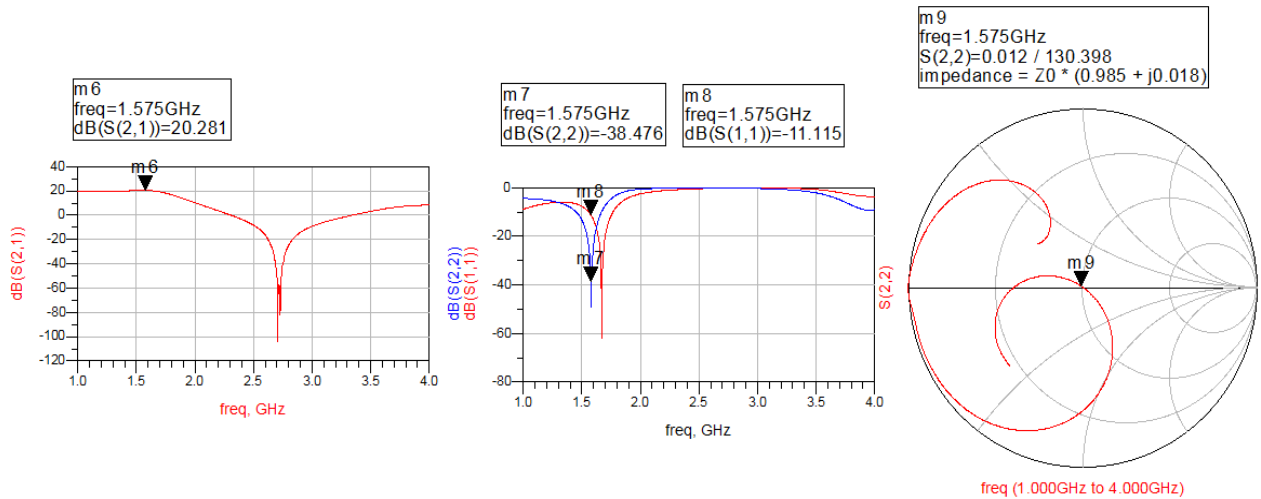 m6
freq=1.575GHz
dB(S(2,1))=20.281
m6
40
20
0
-20
-40
-60
-80
-100
-120
1.0
1.5
2.0
2.5
3.0
3.5
4.0
dB(S(2,1))
freq, GHz
m7
freq=1.575GHz
dB(S(2,2))=-38.476
m8
freq=1.575GHz
dB(S(1,1))=-11.115
m8
m7
0
-20
-40
-60
-80
1.0
1.5
2.0
2.5
3.0
3.5
4.0
dB(S(2,2))
dB(S(1,1))
freq, GHz
m9
freq=1.575GHz
S(2,2)=0.012 / 130.398
impedance = Z0 * (0.985 + j0.018)
m9
S(2,2)
freq (1.000GHz to 4.000GHz)